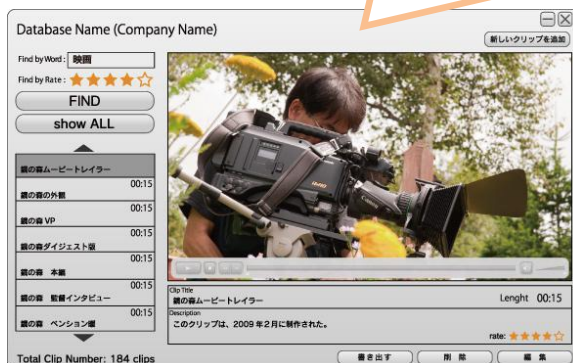 Database Name (Company Name)
新しいクリップを追加
Find by Word : 映画
Find by Rate :
FIND
show ALL
鏡の森ムービートレイラー
00:15
鏡の森の外観
00:15
鏡の森 VP
00:15
鏡の森ダイジェスト版
00:15
鏡の森 本編
00:15
鏡の森 監督インタビュー
00:15
鏡の森 ペンション編
Total Clip Number: 184 clips
Canon
Clip Title
鏡の森ムービートレイラー
Lenght 00:15
Description
このクリップは、2009 年2月に制作された。
rate:
書き出す
削 除
編 集